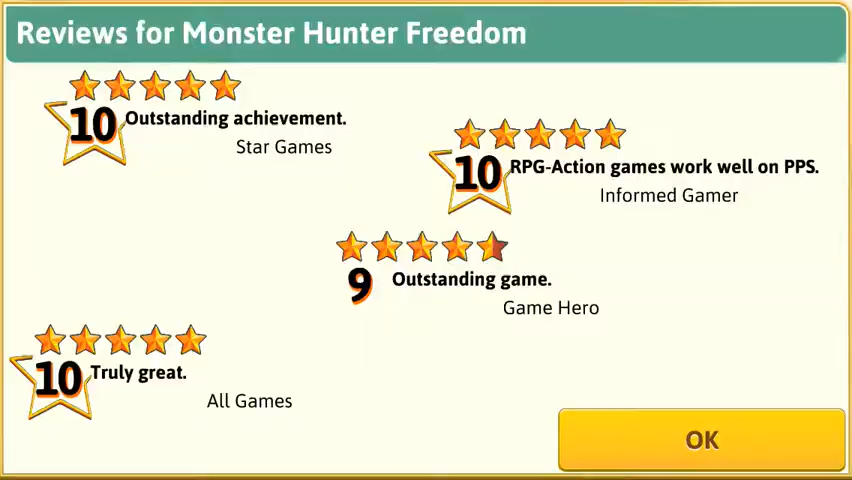 Reviews for Monster Hunter Freedom
10 Outstanding achievement.
Star Games
10 RPG-Action games work well on PPS.
Informed Gamer
9 Outstanding game.
Game Hero
10 Truly great.
All Games
OK